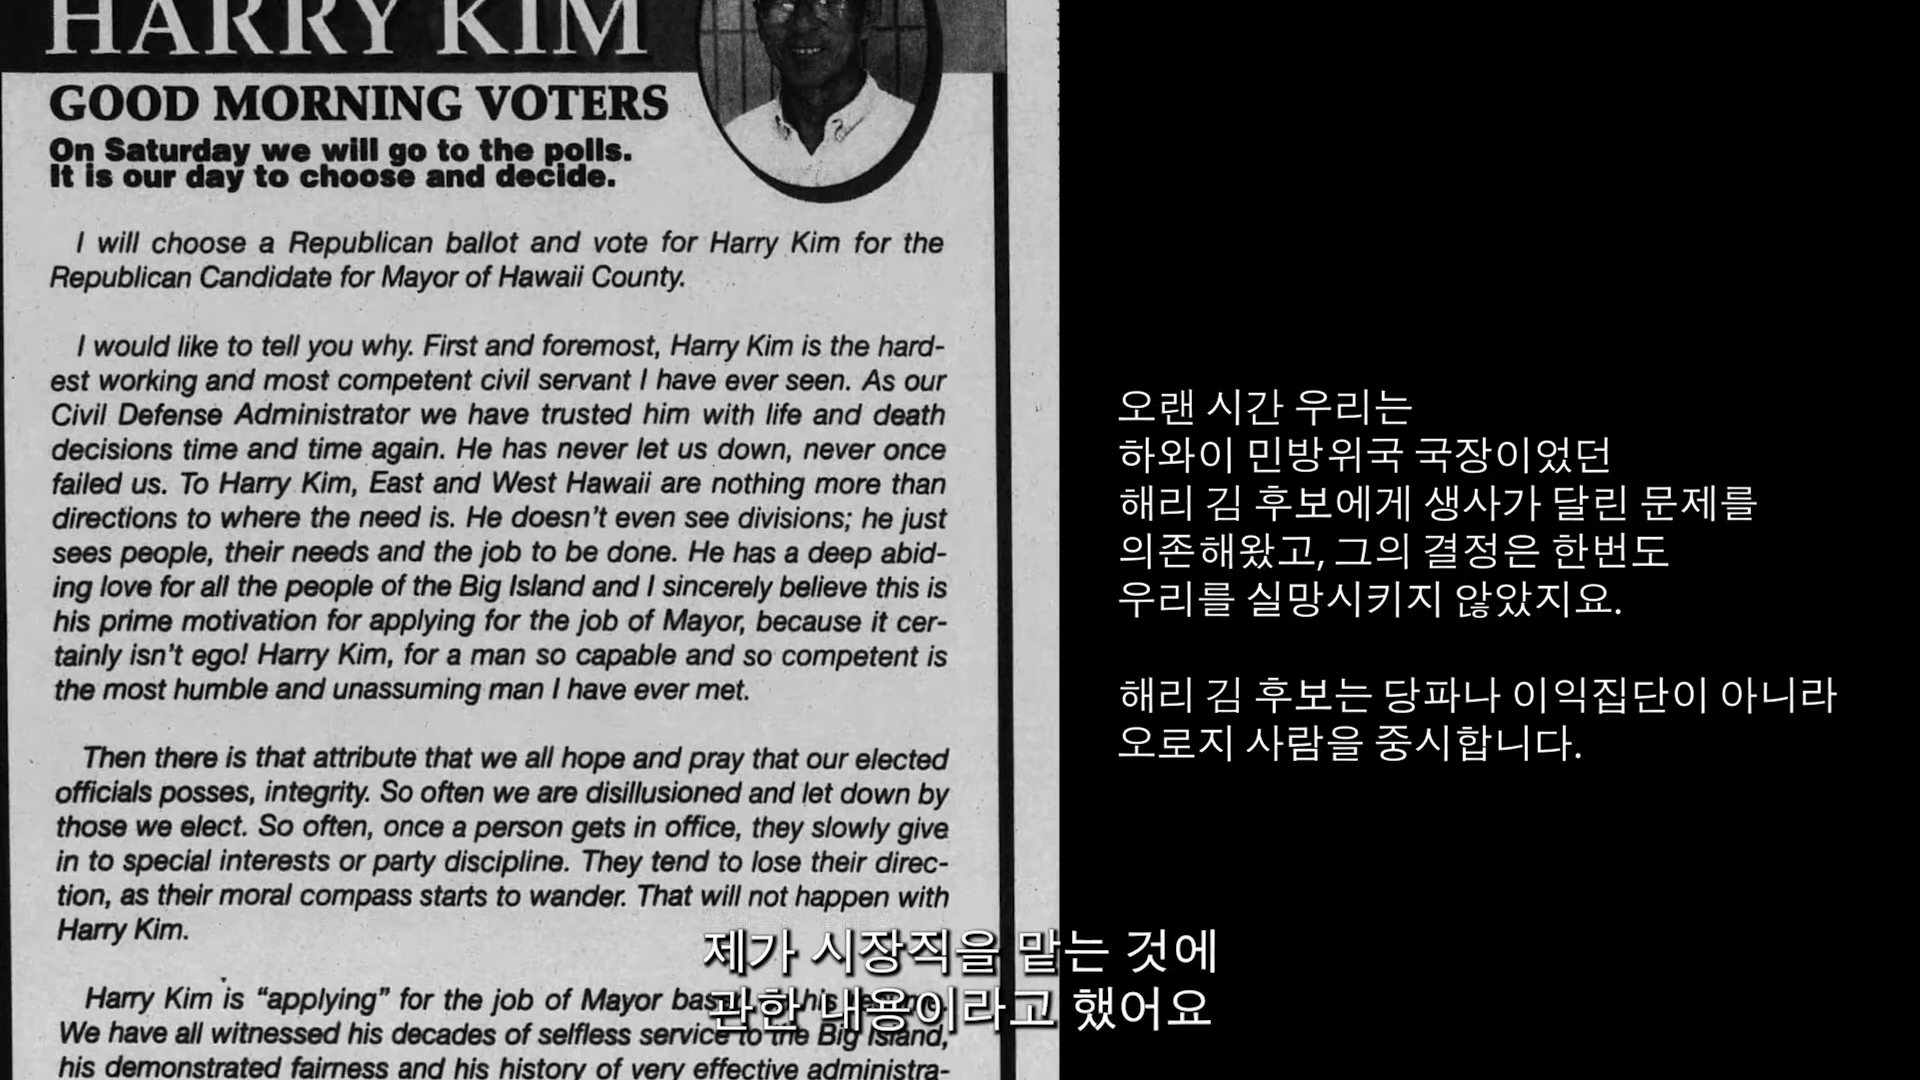 HARRY KIM
GOOD MORNING VOTERS
On Saturday we will go to the polls.
It is our day to choose and decide.
I will choose a Republican ballot and vote for Harry Kim for the
Republican Candidate for Mayor of Hawaii County.
I would like to tell you why. First and foremost, Harry Kim is the hard-
est working and most competent civil servant I have ever seen. As our
Civil Defense Administrator we have trusted him with life and death
decisions time and time again. He has never let us down, never once
failed us. To Harry Kim, East and West Hawaii are nothing more than
directions to where the need is. He doesn't even see divisions; he just
sees people, their needs and the job to be done. He has a deep abid-
ing love for all the people of the Big Island and I sincerely believe this is
his prime motivation for applying for the job of Mayor, because it cer-
tainly isn't ego! Harry Kim, for a man so capable and so competent is
the most humble and unassuming man I have ever met.
Then there is that attribute that we all hope and pray that our elected
officials posses, integrity. So often we are disillusioned and let down by
those we elect. So often, once a person gets in office, they slowly give
in to special interests or party discipline. They tend to lose their direc-
tion, as their moral compass starts to wander. That will not happen with
Harry Kim.
Harry Kim is "applying" for the job of Mayor his
We have all witnessed his decades of selfless service to the Big Island,
his demonstrated fairness and his history of very effective administra-
오랜 시간 우리는
하와이 민방위국 국장이었던
해리 김 후보에게 생사가 달린 문제를
의존해왔고, 그의 결정은 한번도
우리를 실망시키지 않았지요.
해리 김 후보는 당파나 이익집단이 아니라
오로지 사람을 중시합니다.
제가 시장직을 맡는 것에
관한 내용이라고 했어요